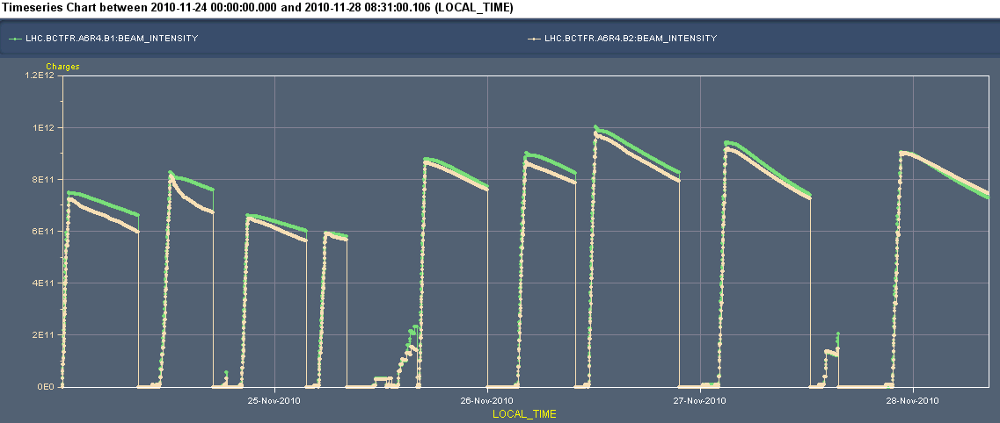 Timeseries Chart between 2010-11-24 00:00:00.000 and 2010-11-28 08:31:00.106 (LOCAL_TIME)
LHC.BCTFR.A6R4.B1:BEAM_INTENSITY LHC.BCTFR.A6R4.B2:BEAM_INTENSITY
Charges
1.2E12
1E12
8E11
6E11
4E11
2E11
0E0
25-Nov-2010 26-Nov-2010 27-Nov-2010 28-Nov-2010
LOCAL_TIME